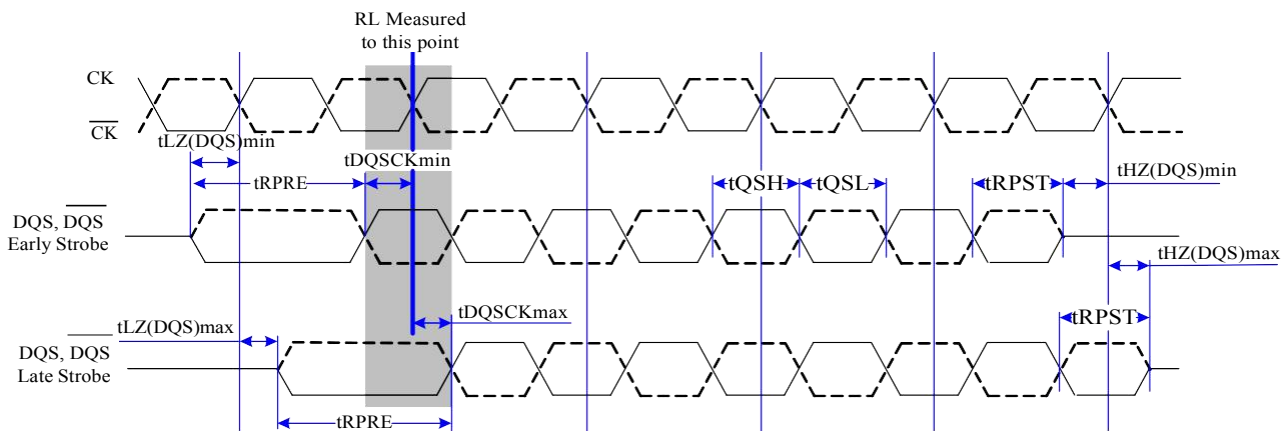 RL Measured
to this point
CK
CK
tLZ(DQS)min
tDQSCKmin
tRPRE
tQSH
tQSL
tRPST
tHZ(DQS)min
DQS, DQS
Early Strobe
tHZ(DQS)max
tLZ(DQS)max
tDQSCKmax
tRPST
DQS, DQS
Late Strobe
tRPRE